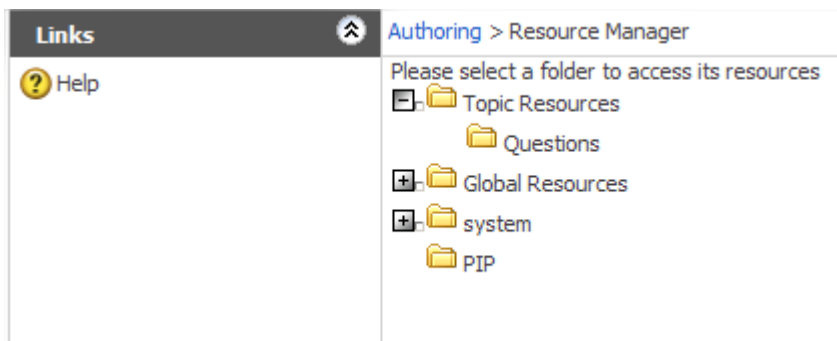 Links
Help
Authoring > Resource Manager
Please select a folder to access its resources
Topic Resources
Questions
Global Resources
system
PIP